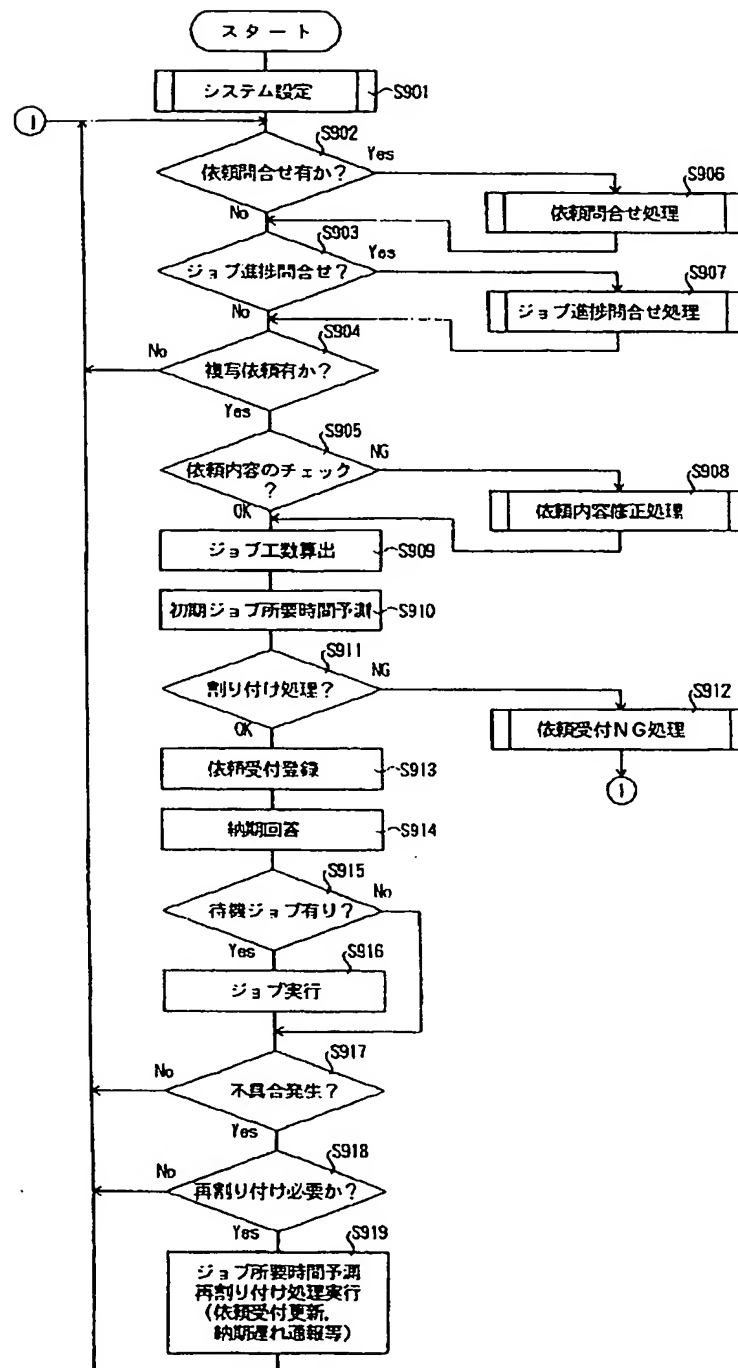 スタート
システム設定
S901
1
S902
依頼問合せ有か?
Yes
No
S906
依頼問合せ処理
S903
ジョブ進捗問合せ?
Yes
No
S907
ジョブ進捗問合せ処理
S904
複写依頼有か?
No
Yes
S905
依頼内容のチェック
?
NG
OK
S908
依頼内容修正処理
ジョブ工数算出
S909
初期ジョブ所要時間予測
S910
S911
割り付け処理?
NG
OK
S912
依頼受付NG処理
1
依頼受付登録
S913
納期回答
S914
S915
待機ジョブ有り?
No
Yes
S916
ジョブ実行
S917
不具合発生?
No
Yes
S918
再割り付け必要か?
No
Yes
S919
ジョブ所要時間予測
再割り付け処理実行
(依頼受付更新,
納期遅れ通報等)